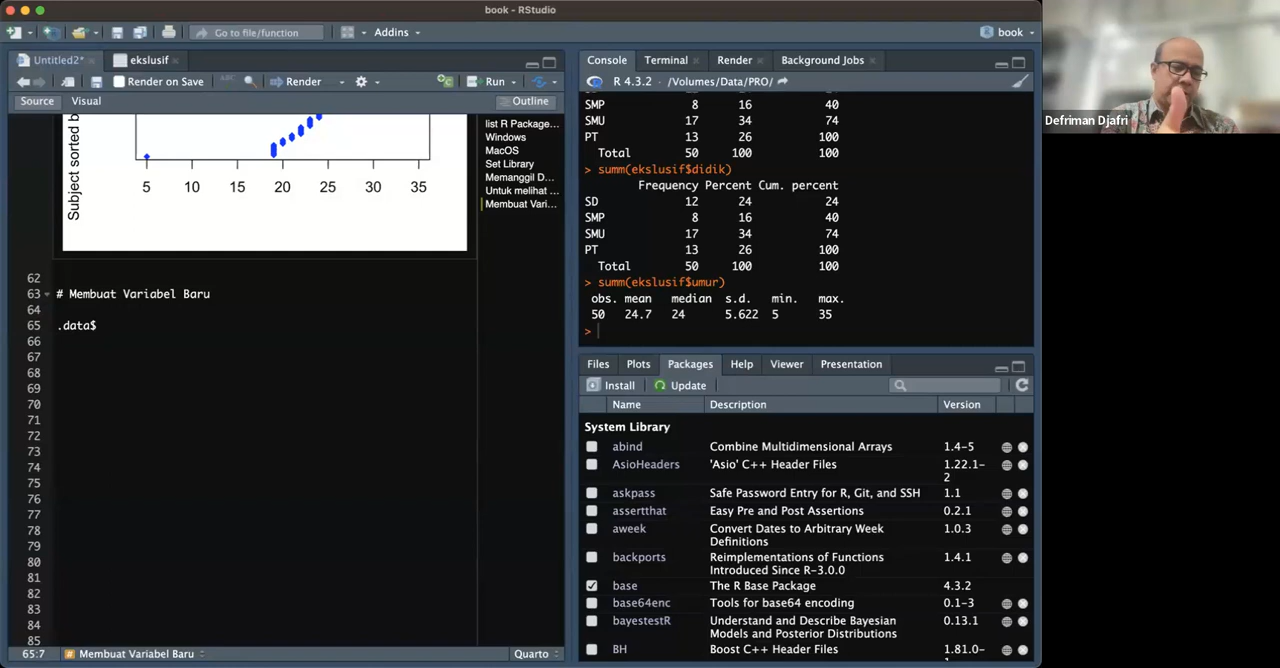 book - RStudio
Go to file/function
Addins
book
Untitled2*
ekslusif
Render on Save
ABC
Render
Run
Source
Visual
Outline
Subject sorted b
5 10 15 20 25 30 35
list R Package...
Windows
MacOS
Set Library
Memanggil D...
Untuk melihat ...
Membuat Vari...
62
63 # Membuat Variabel Baru
64
65 .data$
66
67
68
69
70
71
72
73
74
75
76
77
78
79
80
81
82
83
84
85
65:7 # Membuat Variabel Baru
Quarto
Console Terminal Render Background Jobs
R 4.3.2 · /Volumes/Data/PRO/
SMP 8 16 40
SMU 17 34 74
PT 13 26 100
Total 50 100 100
> summ(ekslusif$didik)
Frequency Percent Cum. percent
SD 12 24 24
SMP 8 16 40
SMU 17 34 74
PT 13 26 100
Total 50 100 100
> summ(ekslusif$umur)
obs. mean median s.d. min. max.
50 24.7 24 5.622 5 35
>
Files Plots Packages Help Viewer Presentation
Install Update
Name Description Version
System Library
abind Combine Multidimensional Arrays 1.4-5
AsioHeaders 'Asio' C++ Header Files 1.22.1-
2
askpass Safe Password Entry for R, Git, and SSH 1.1
assertthat Easy Pre and Post Assertions 0.2.1
aweek Convert Dates to Arbitrary Week 1.0.3
Definitions
backports Reimplementations of Functions 1.4.1
Introduced Since R-3.0.0
base The R Base Package 4.3.2
base64enc Tools for base64 encoding 0.1-3
bayestestR Understand and Describe Bayesian 0.13.1
Models and Posterior Distributions
BH Boost C++ Header Files 1.81.0-
Defriman Djafri